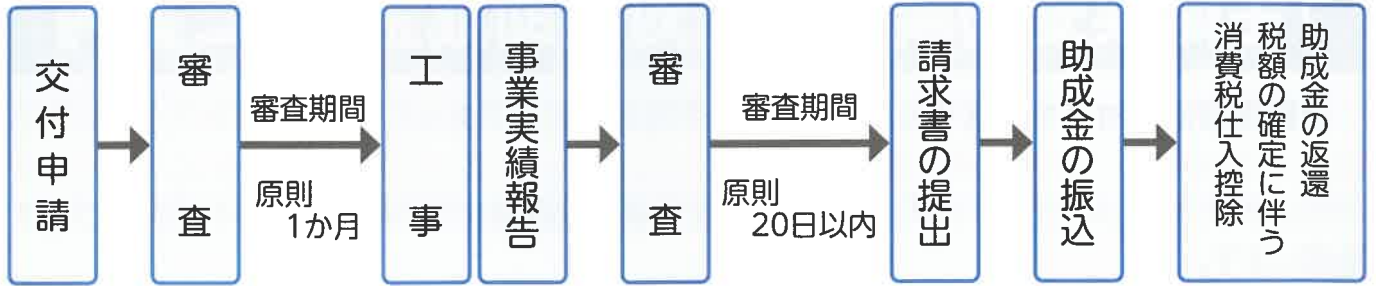 交付申請
審査
審査期間
原則
1か月
工事
事業実績報告
審査
審査期間
原則
20日以内
請求書の提出
助成金の振込
消費税仕入控除
税額の確定に伴う
助成金の返還